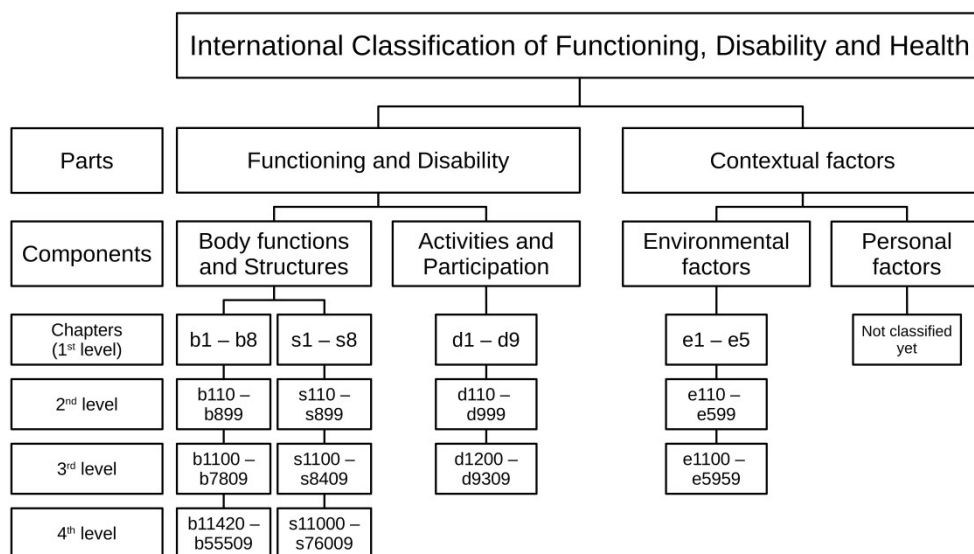 International Classification of Functioning, Disability and Health
Parts
Functioning and Disability
Contextual factors
Components
Body functions
and Structures
Activities and
Participation
Environmental
factors
Personal
factors
Chapters
(1st level)
b1 – b8
s1 – s8
d1 – d9
e1 – e5
Not classified
yet
2nd level
b110 –
b899
s110 –
s899
d110 –
d999
e110 –
e599
3rd level
b1100 –
b7809
s1100 –
s8409
d1200 –
d9309
e1100 –
e5959
4th level
b11420 –
b55509
s11000 –
s76009